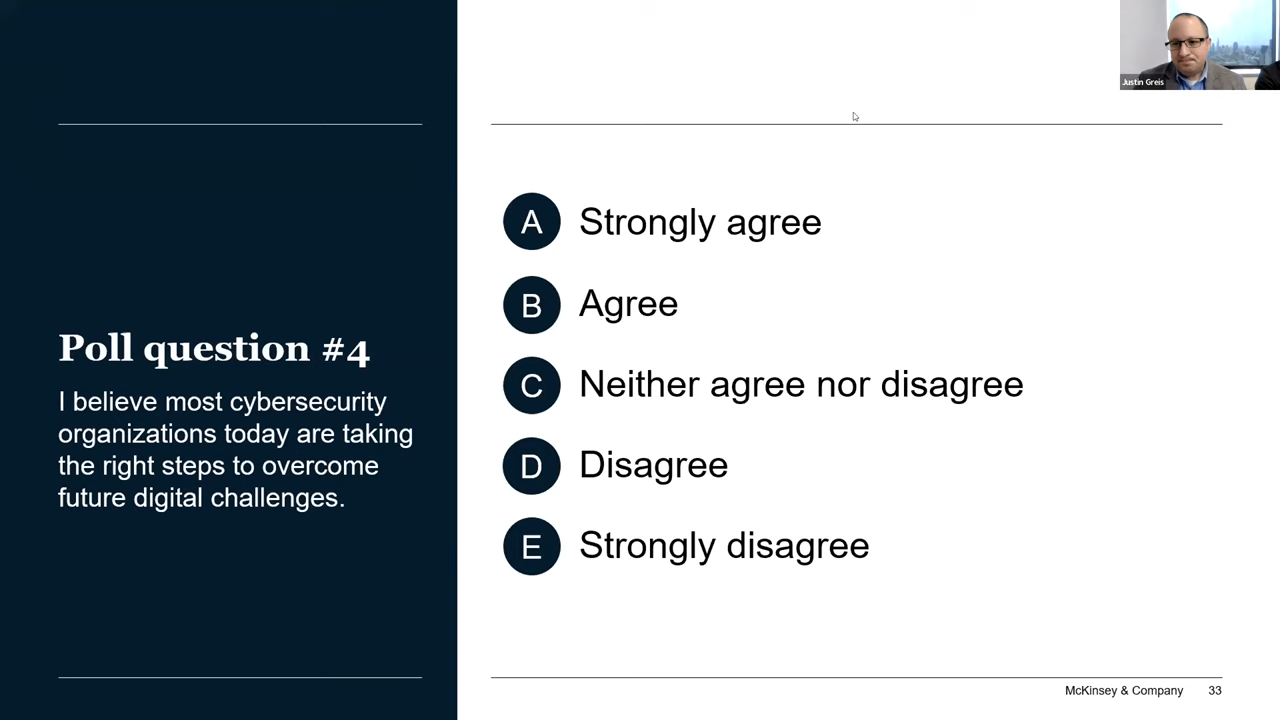 Justin Greis
Poll question #4
I believe most cybersecurity
organizations today are taking
the right steps to overcome
future digital challenges.
A Strongly agree
B Agree
C Neither agree nor disagree
D Disagree
E Strongly disagree
McKinsey & Company 33